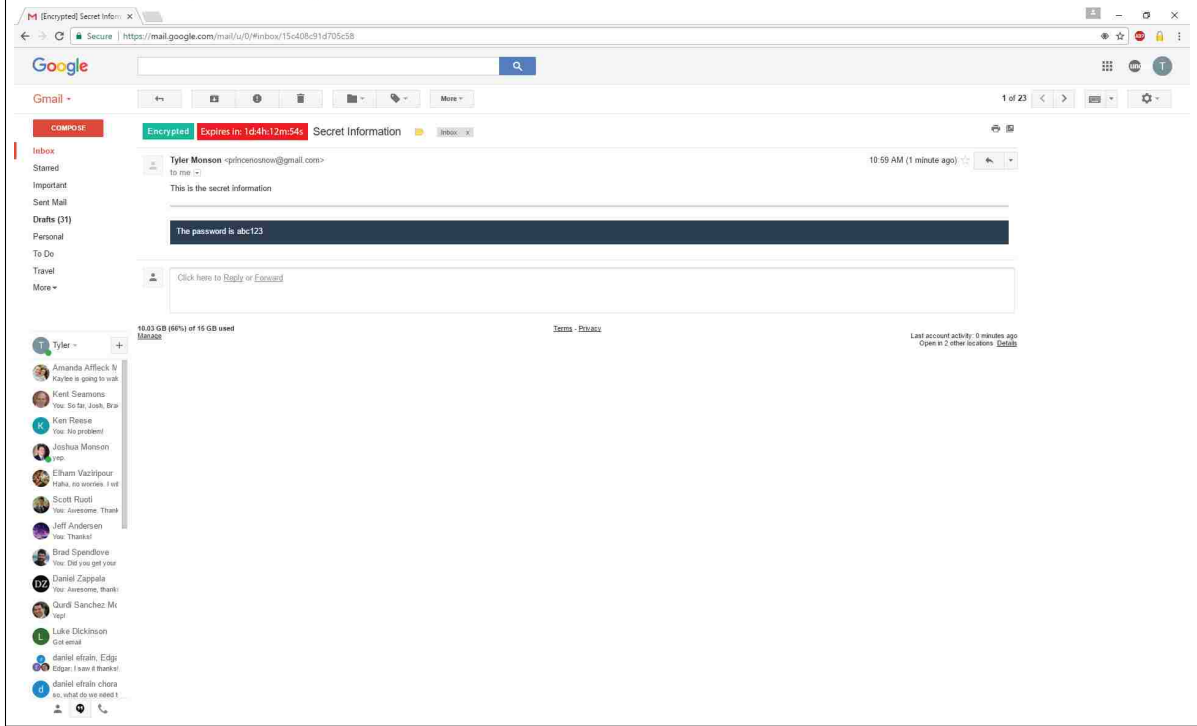 [Encrypted] Secret Inform
Secure https://mail.google.com/mail/u/0/#inbox/15c408c91d705c58
Google
T
Gmail
More
1 of 23
COMPOSE
Encrypted Expires in: 1d:4h:12m:54s Secret Information Inbox x
Inbox
Starred
Important
Sent Mail
Drafts (31)
Personal
To Do
Travel
More
Tyler Monson <princenosnow@gmail.com>
10:59 AM (1 minute ago)
to me
This is the secret information
The password is abc123
Click here to Reply or Forward
10.03 GB (66%) of 15 GB used
Manage
Terms - Privacy
Last account activity: 0 minutes ago
Open in 2 other locations Details
T Tyler +
Amanda Affleck M
Kaylee is going to wak
Kent Seamons
You: So far, Josh, Bra
K Ken Reese
You: No problem!
Joshua Monson
yep.
Elham Vaziripour
Haha, no worries. I wil
Scott Ruoti
You: Awesome. Thank
Jeff Andersen
You: Thanks!
Brad Spendlove
You: Did you get your
DZ Daniel Zappala
You: Awesome, thanks
Qurdi Sanchez Mc
Yep!
L Luke Dickinson
Got email
daniel efrain, Edga
Edgar: I saw it thanks!
d daniel efrain chora
so, what do we need t